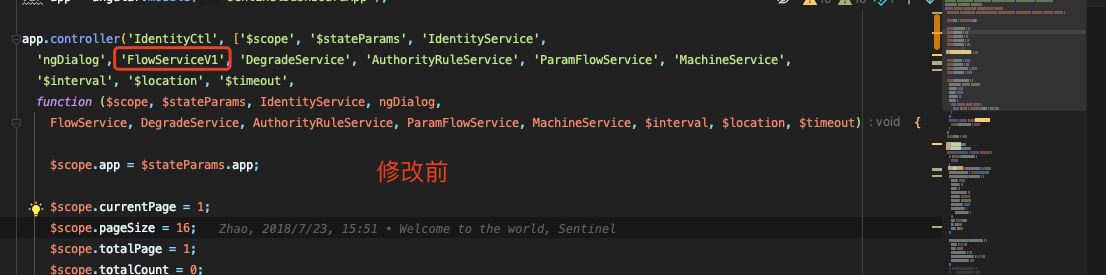 app.controller('IdentityCtl', ['$scope', '$stateParams', 'IdentityService',
'ngDialog', 'FlowServiceV1', 'DegradeService', 'AuthorityRuleService', 'ParamFlowService', 'MachineService',
'$interval', '$location', '$timeout',
function ($scope, $stateParams, IdentityService, ngDialog,
FlowService, DegradeService, AuthorityRuleService, ParamFlowService, MachineService, $interval, $location, $timeout) : void {
$scope.app = $stateParams.app;
修改前
$scope.currentPage = 1;
$scope.pageSize = 16; Zhao, 2018/7/23, 15:51 • Welcome to the world, Sentinel
$scope.totalPage = 1;
$scope.totalCount = 0;